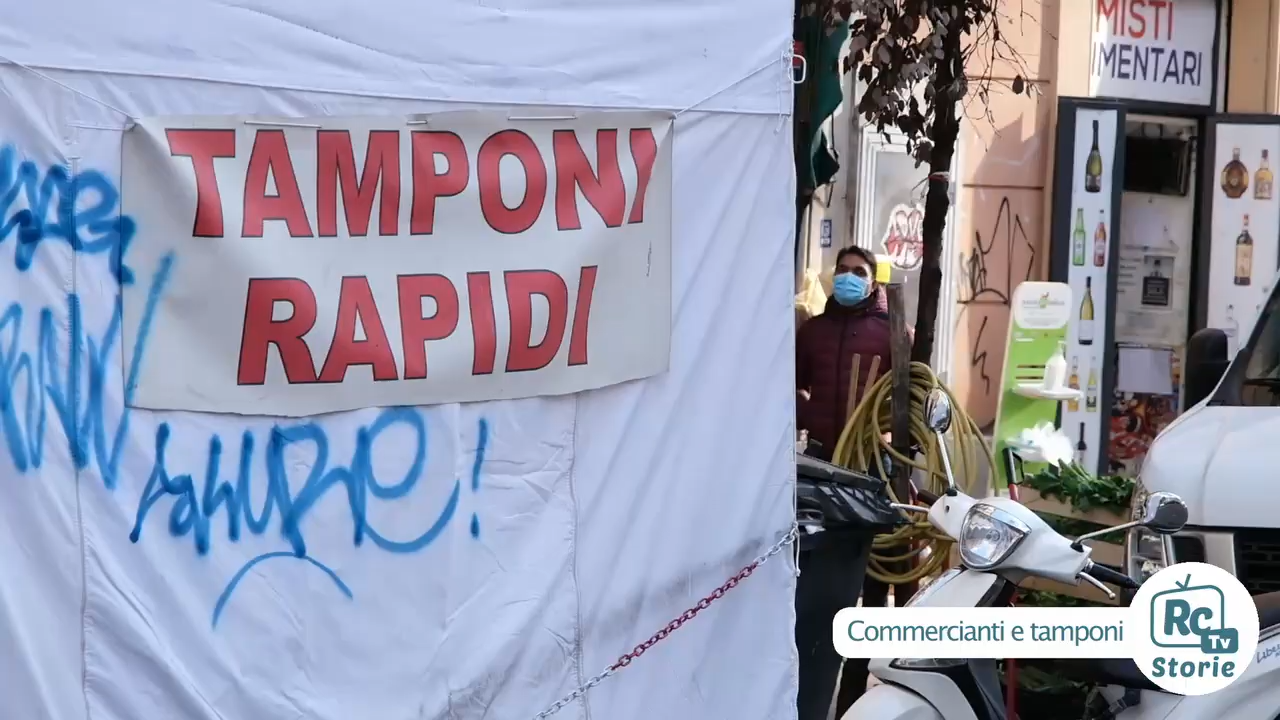 TAMPONI
RAPIDI
MISTI
IMENTARI
Commercianti e tamponi
Rc
Tv
Storie